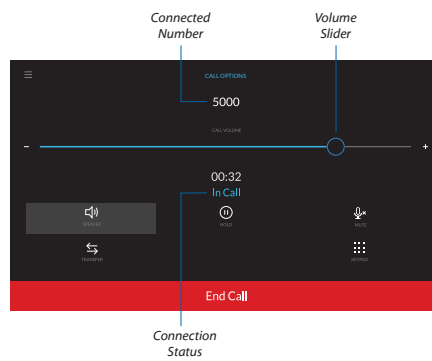 Connected
Number
Volume
Slider
CALL OPTIONS
5000
CALL VOLUME
- +
00:32
In Call
SPEAKER HOLD MUTE
TRANSFER KEYPAD
End Call
Connection
Status